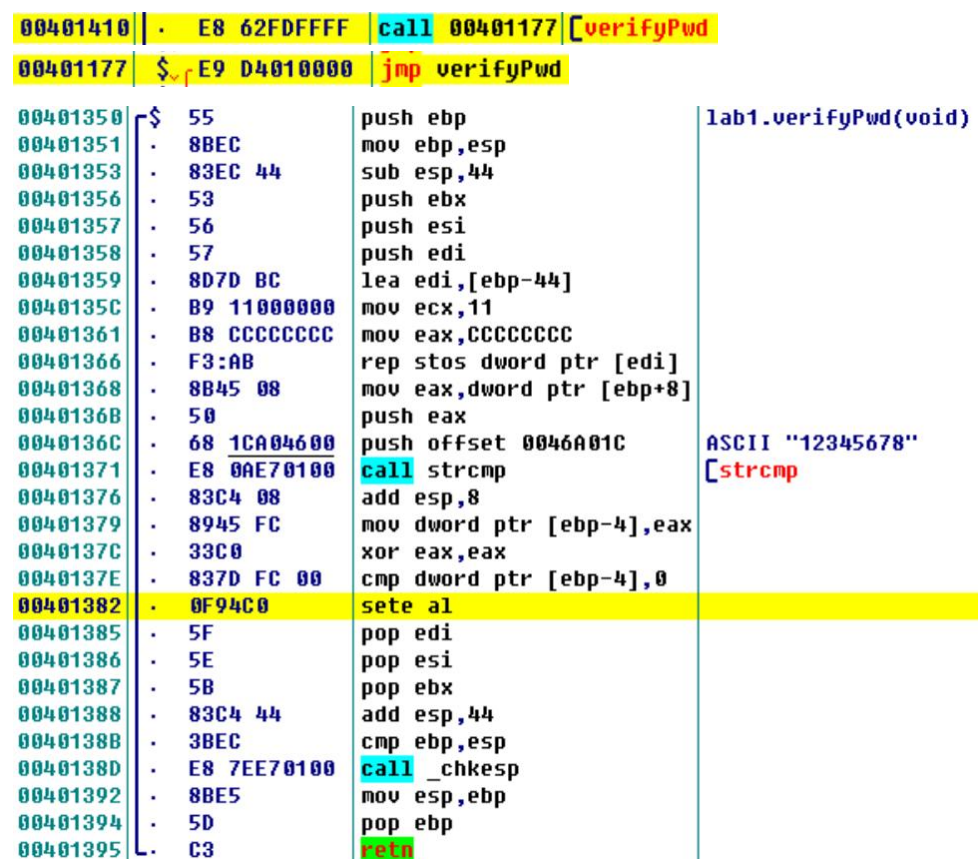 00401410 · E8 62FDFFFF call 00401177 [verifyPwd
00401177 $ E9 D4010000 jmp verifyPwd
00401350 $ 55 push ebp lab1.verifyPwd(void)
00401351 · 8BEC mov ebp,esp
00401353 · 83EC 44 sub esp,44
00401356 · 53 push ebx
00401357 · 56 push esi
00401358 · 57 push edi
00401359 · 8D7D BC lea edi,[ebp-44]
0040135C · B9 11000000 mov ecx,11
00401361 · B8 CCCCCCCC mov eax,CCCCCCCC
00401366 · F3:AB rep stos dword ptr [edi]
00401368 · 8B45 08 mov eax,dword ptr [ebp+8]
0040136B · 50 push eax
0040136C · 68 1CA04600 push offset 0046A01C ASCII "12345678"
00401371 · E8 0AE70100 call strcmp [strcmp
00401376 · 83C4 08 add esp,8
00401379 · 8945 FC mov dword ptr [ebp-4],eax
0040137C · 33C0 xor eax,eax
0040137E · 837D FC 00 cmp dword ptr [ebp-4],0
00401382 · 0F94C0 sete al
00401385 · 5F pop edi
00401386 · 5E pop esi
00401387 · 5B pop ebx
00401388 · 83C4 44 add esp,44
0040138B · 3BEC cmp ebp,esp
0040138D · E8 7EE70100 call _chkesp
00401392 · 8BE5 mov esp,ebp
00401394 · 5D pop ebp
00401395 · C3 retn